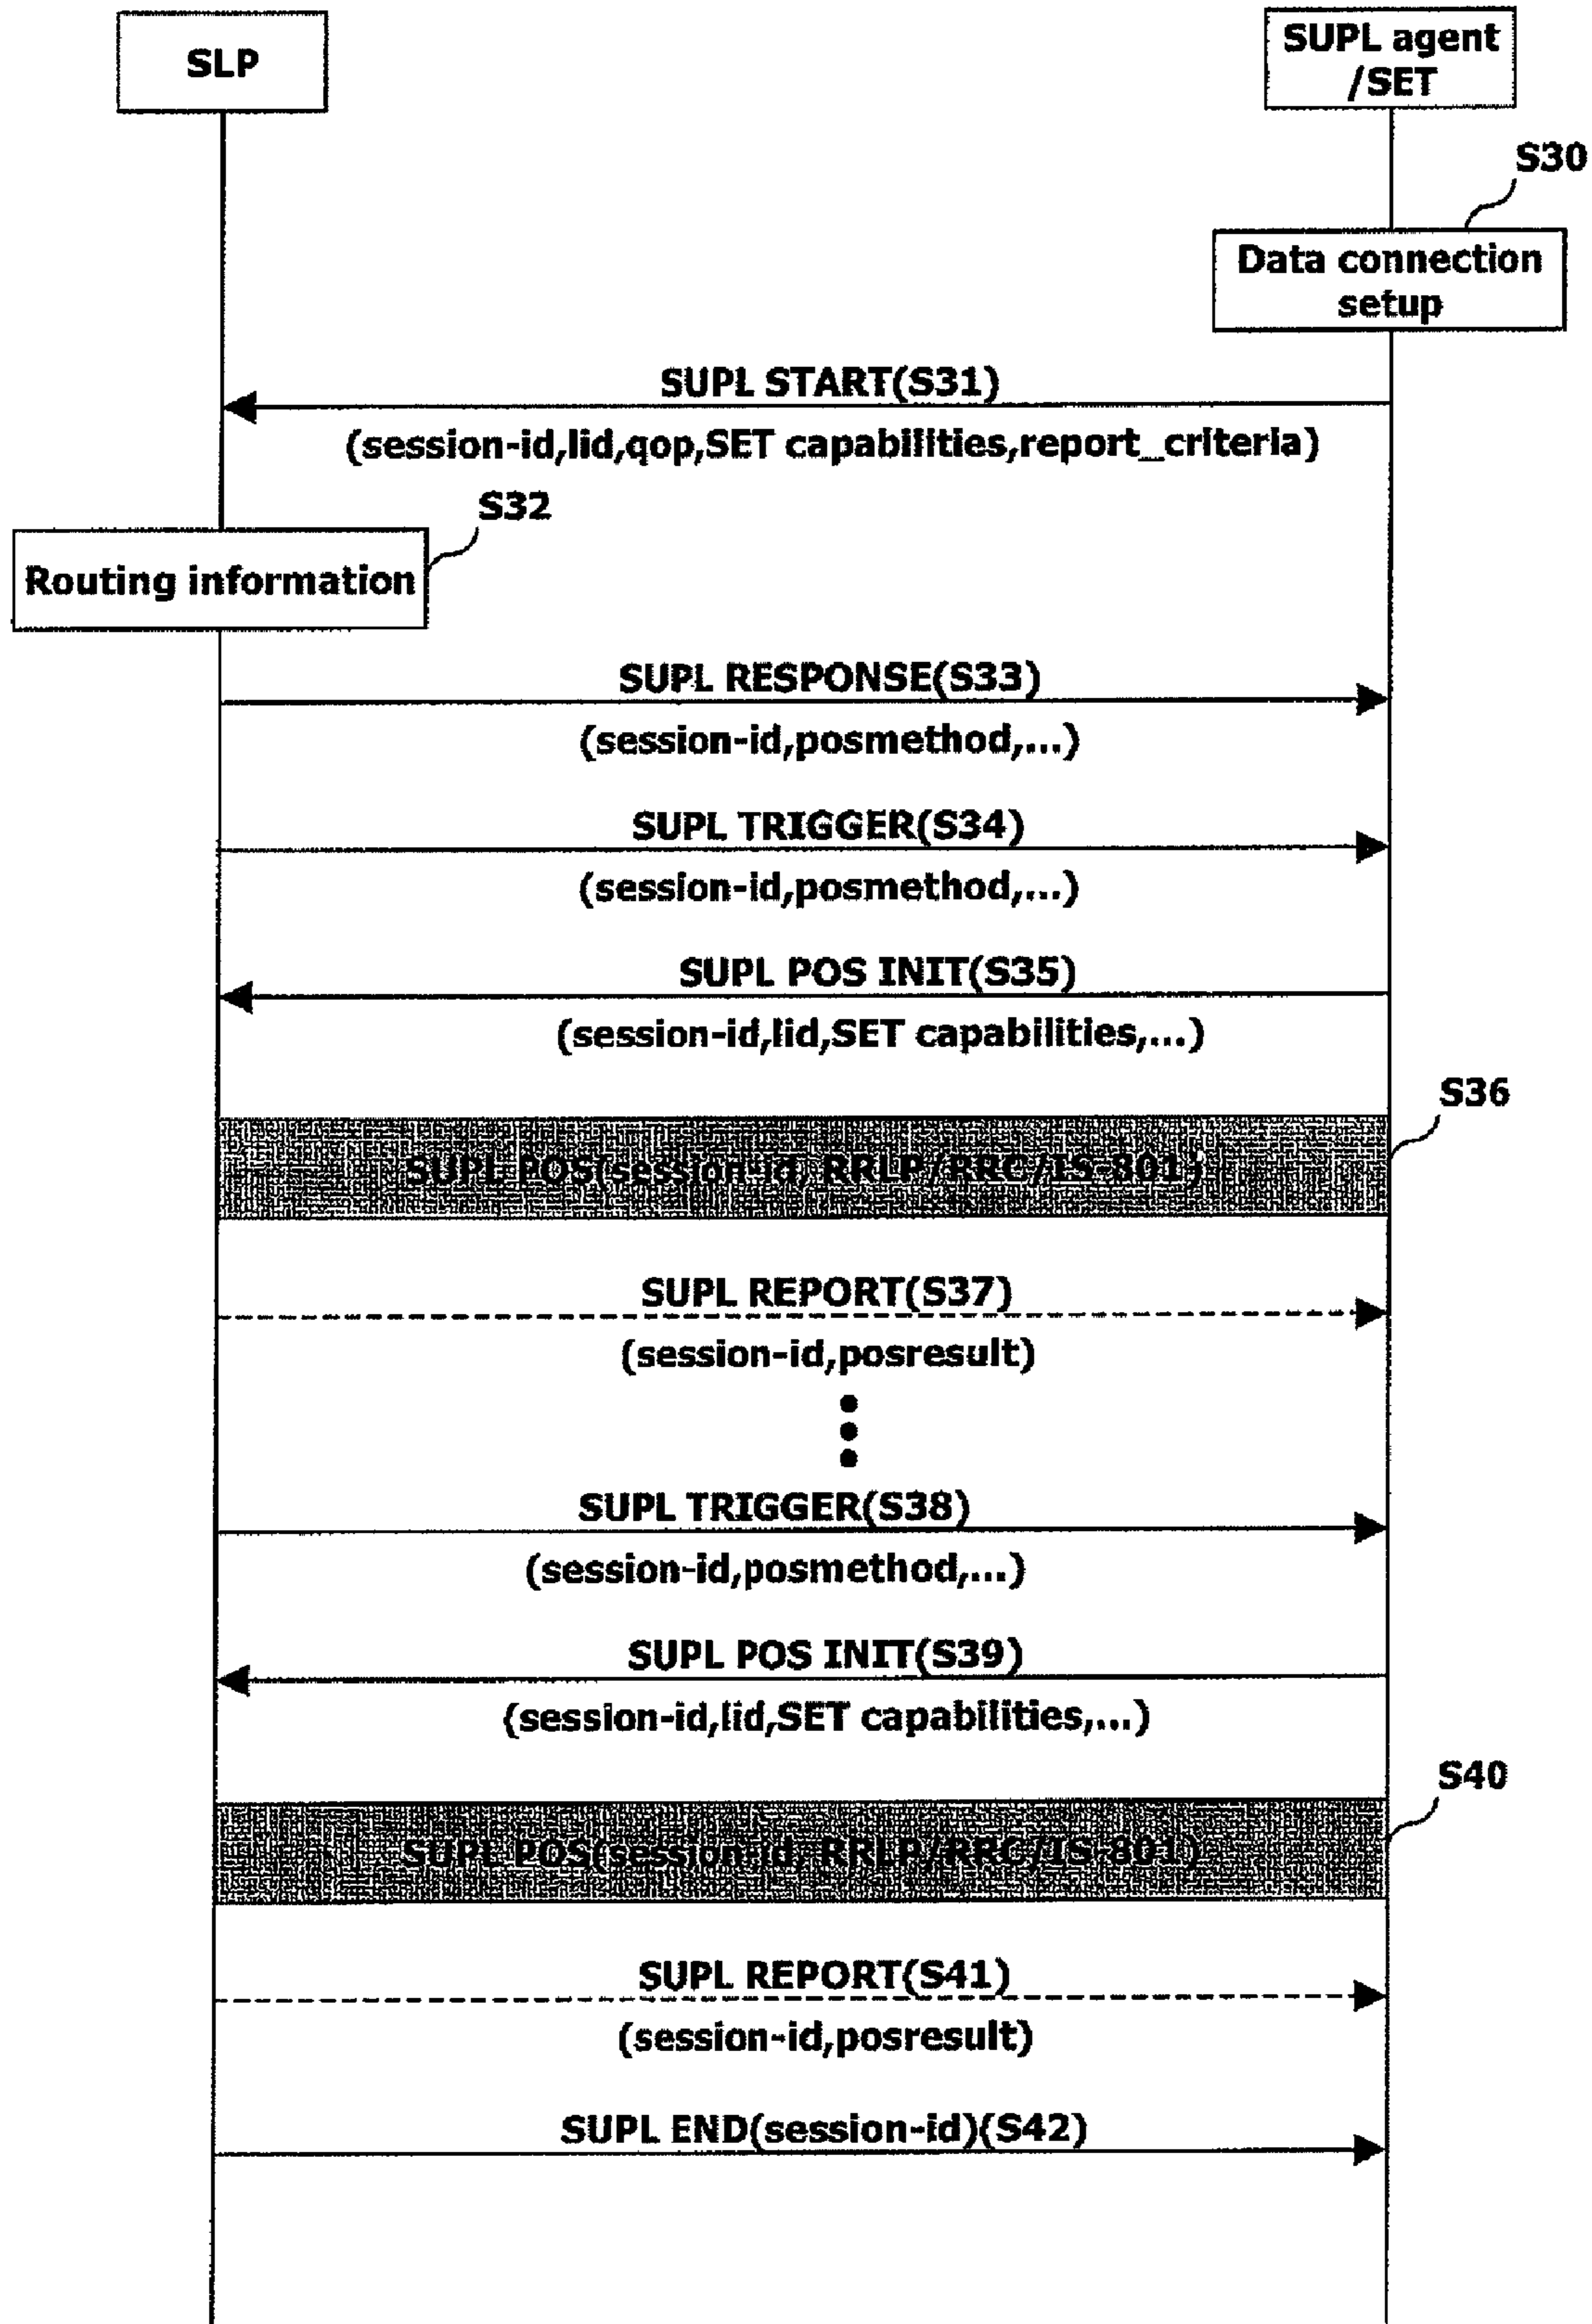 SLP
SUPL agent
/SET
S30
Data connection
setup
SUPL START(S31)
(session-id,lid,qop,SET capabilities,report_criteria)
S32
Routing information
SUPL RESPONSE(S33)
(session-id,posmethod,...)
SUPL TRIGGER(S34)
(session-id,posmethod,...)
SUPL POS INIT(S35)
(session-id,lid,SET capabilities,...)
S36
SUPL POS(session-id, RRLP/RRC/IS-801)
SUPL REPORT(S37)
(session-id,posresult)
SUPL TRIGGER(S38)
(session-id,posmethod,...)
SUPL POS INIT(S39)
(session-id,lid,SET capabilities,...)
S40
SUPL POS(session-id, RRLP/RRC/IS-801)
SUPL REPORT(S41)
(session-id,posresult)
SUPL END(session-id)(S42)